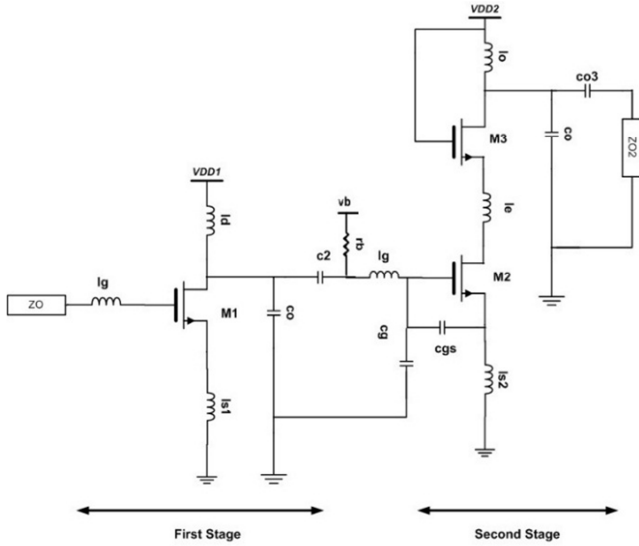 VDD2
lo
co3
M3
co
ZO2
VDD1
le
vb
ld
rb
c2
lg
M2
lg
ZO
M1
co
cg
cgs
ls2
ls1
First Stage
Second Stage